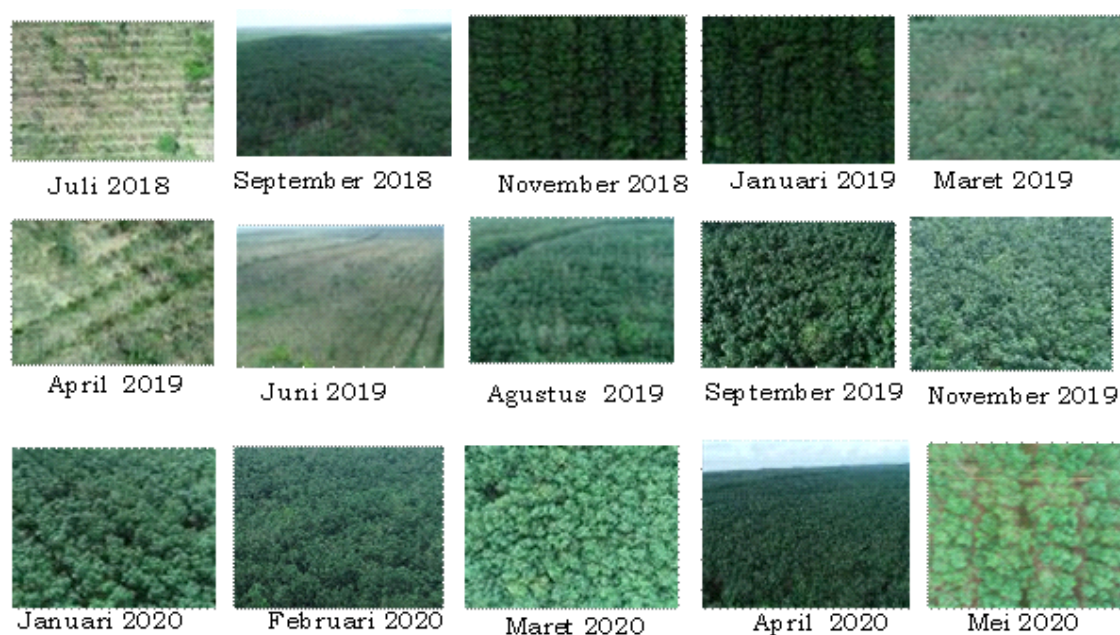 Juli 2018
September 2018
November 2018
Januari 2019
Maret 2019
April 2019
Juni 2019
Agustus 2019
September 2019
November 2019
Januari 2020
Februari 2020
Maret 2020
April 2020
Mei 2020